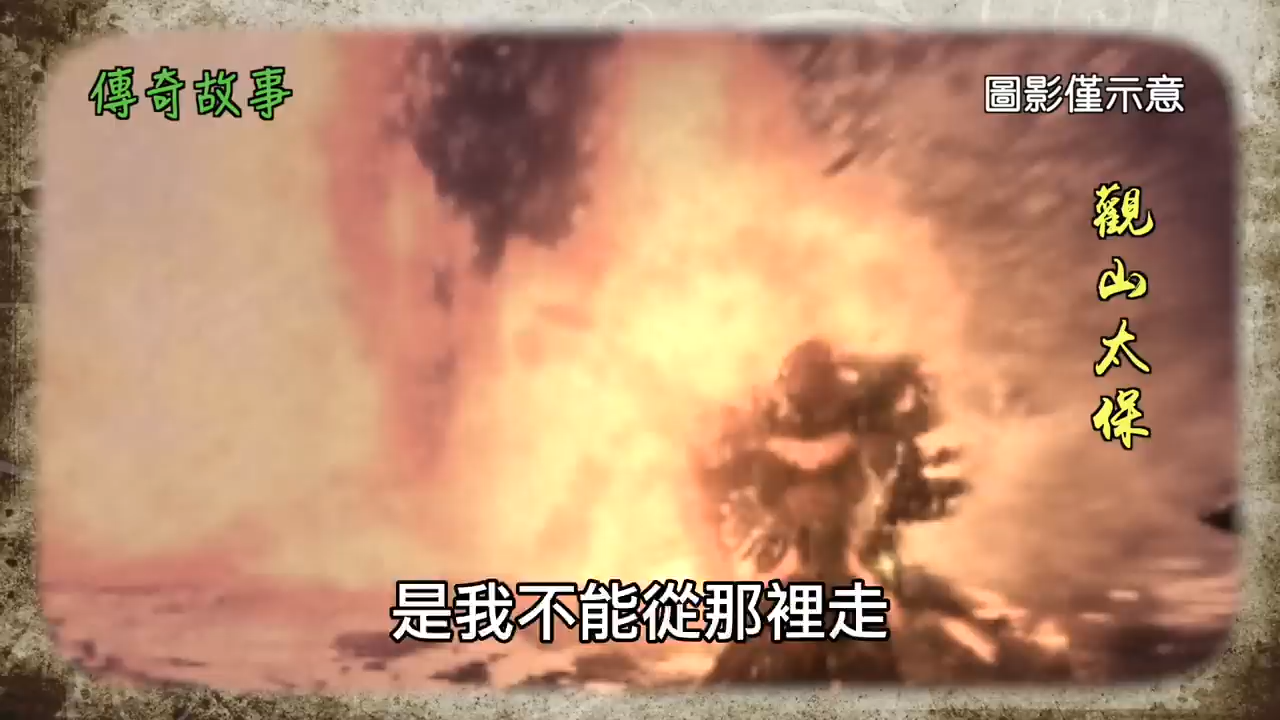 傳奇故事
圖影僅示意
觀山太保
是我不能從那裡走